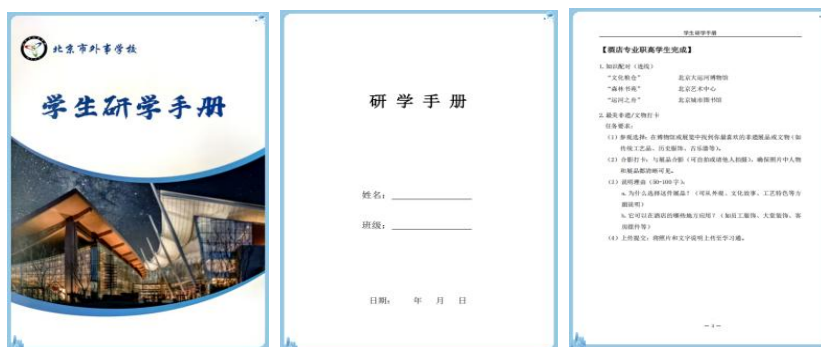 北京市外事学校
学生研学手册
研学手册
姓名：
班级：
日期： 年 月 日
学生研学手册
【酒店专业职高学生完成】
1.知识配对（连线）
“文化粮仓” 北京大运河博物馆
“森林书苑” 北京艺术中心
“运河之舟” 北京城市图书馆
2.最美非遗/文物打卡
任务要求：
（1）参观选择：在博物馆或展览中找到你最喜欢的非遗展品或文物（如
传统工艺品、历史服饰、音乐器等）。
（2）合影打卡：与展品合影（可自拍或请他人拍摄），确保照片中人物
和展品都清晰可见。
（3）说明理由（50-100字）：
a.为什么选择这件展品？（可从外观、文化故事、工艺特色等方
面说明）
b.它可以在酒店的哪些地方应用？（如员工服饰、大堂装饰、客
房摆件等）
（4）上传提交：将照片和文字说明上传至学习通。
— 4 —